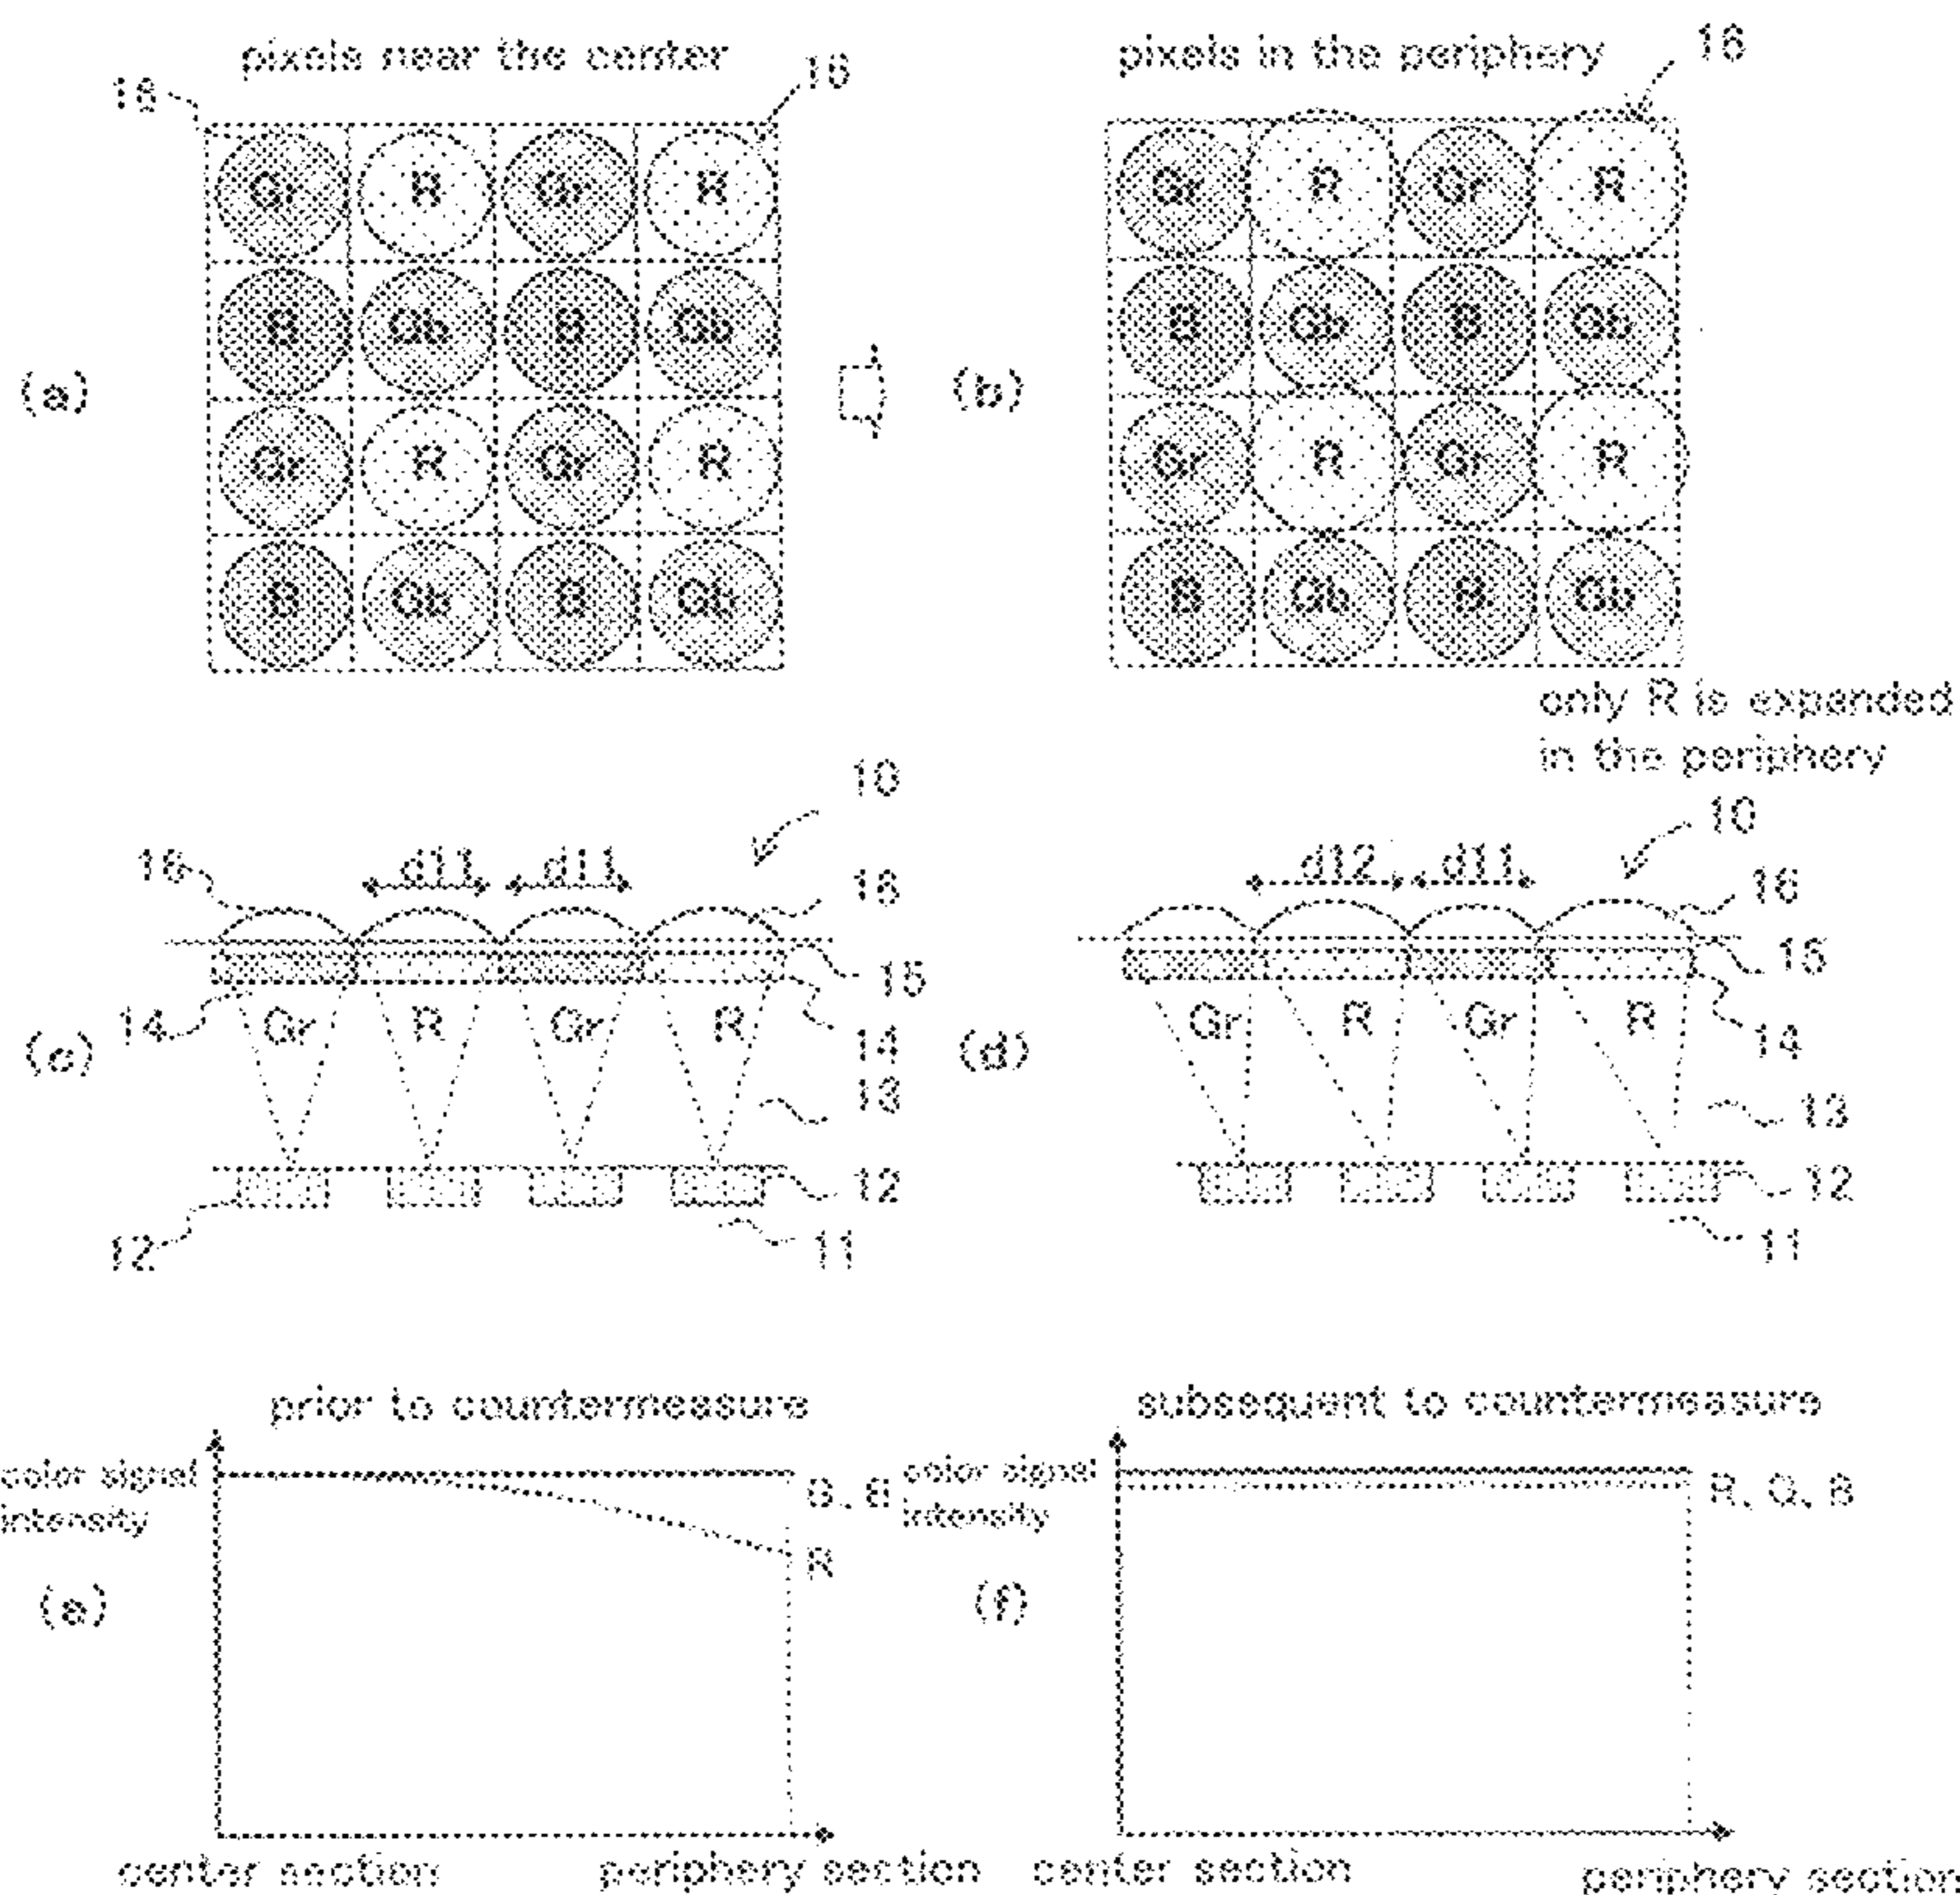 pixels near the center
pixels in the periphery
16
16
16
Gr R Gr R
Gr R Gr R
B Gb B Gb
B Gb B Gb
(a)
(b)
Gr R Gr R
Gr R Gr R
B Gb B Gb
B Gb B Gb
only R is expanded
in the periphery
10
10
16
d11
d11
16
d12
d11
16
15
15
14
Gr R Gr R
14
Gr R Gr R
14
(c)
(d)
13
13
12
12
12
11
11
prior to countermeasure
subsequent to countermeasure
color signal
intensity
R
color signal
intensity
R, G, B
(e)
(f)
center section
periphery section
center section
periphery section